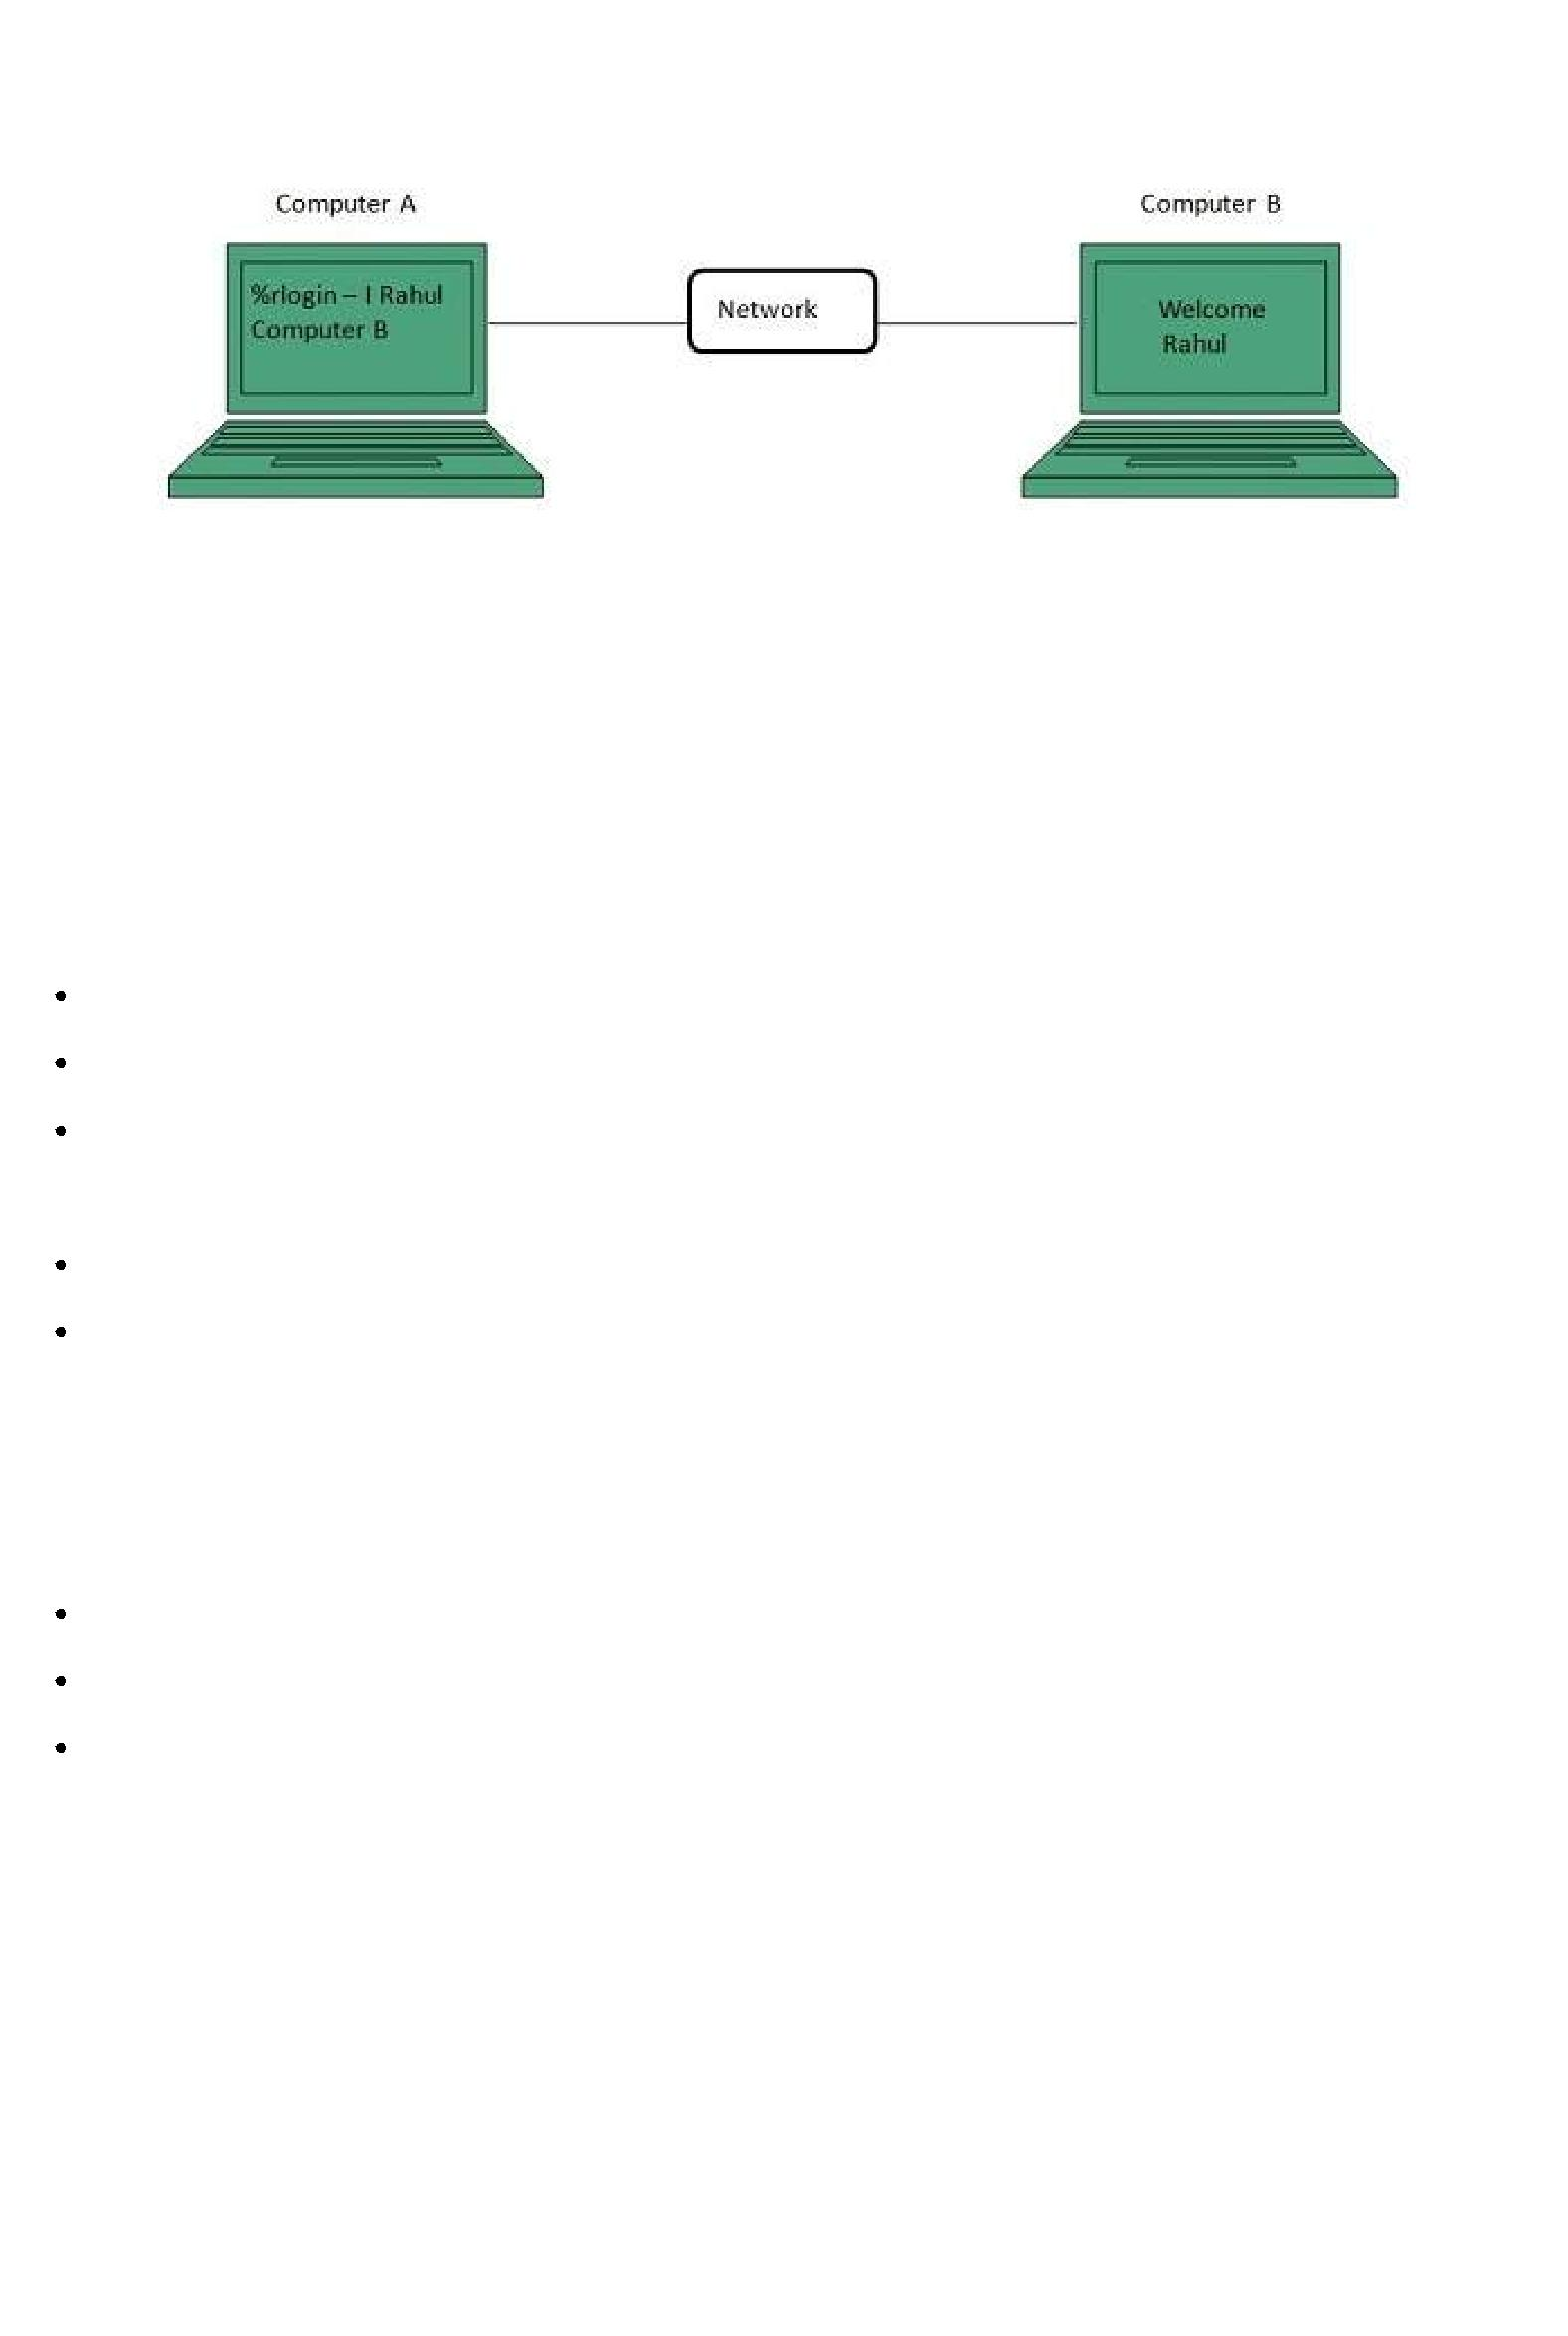 Computer A
Computer B
%rlogin – l Rahul
Computer B
Network
Welcome
Rahul